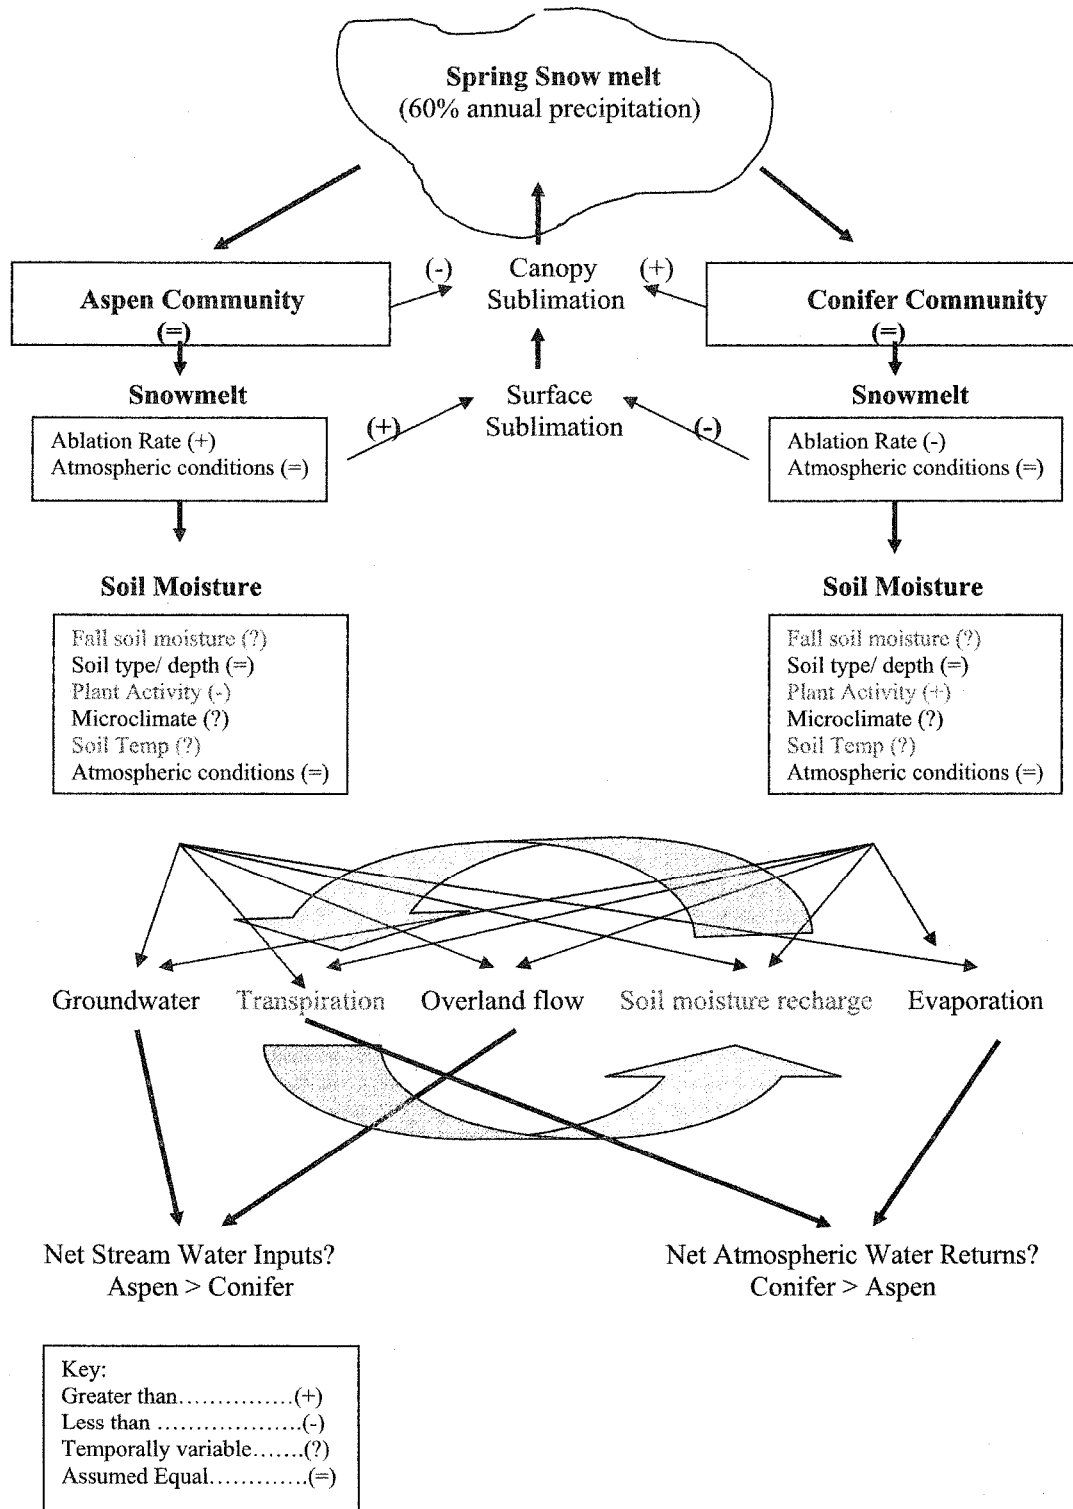 Spring Snow melt
(60% annual precipitation)
(-)
Canopy
Sublimation
(+)
Aspen Community
(=)
Conifer Community
(=)
Snowmelt
Ablation Rate (+)
Atmospheric conditions (=)
(+)
Surface
Sublimation
(-)
Snowmelt
Ablation Rate (-)
Atmospheric conditions (=)
Soil Moisture
Fall soil moisture (?)
Soil type/ depth (=)
Plant Activity (-)
Microclimate (?)
Soil Temp (?)
Atmospheric conditions (=)
Soil Moisture
Fall soil moisture (?)
Soil type/ depth (=)
Plant Activity (+)
Microclimate (?)
Soil Temp (?)
Atmospheric conditions (=)
Groundwater Transpiration Overland flow Soil moisture recharge Evaporation
Net Stream Water Inputs?
Aspen > Conifer
Net Atmospheric Water Returns?
Conifer > Aspen
Key:
Greater than...............(+)
Less than ...................(-)
Temporally variable.......(?)
Assumed Equal.............(=)